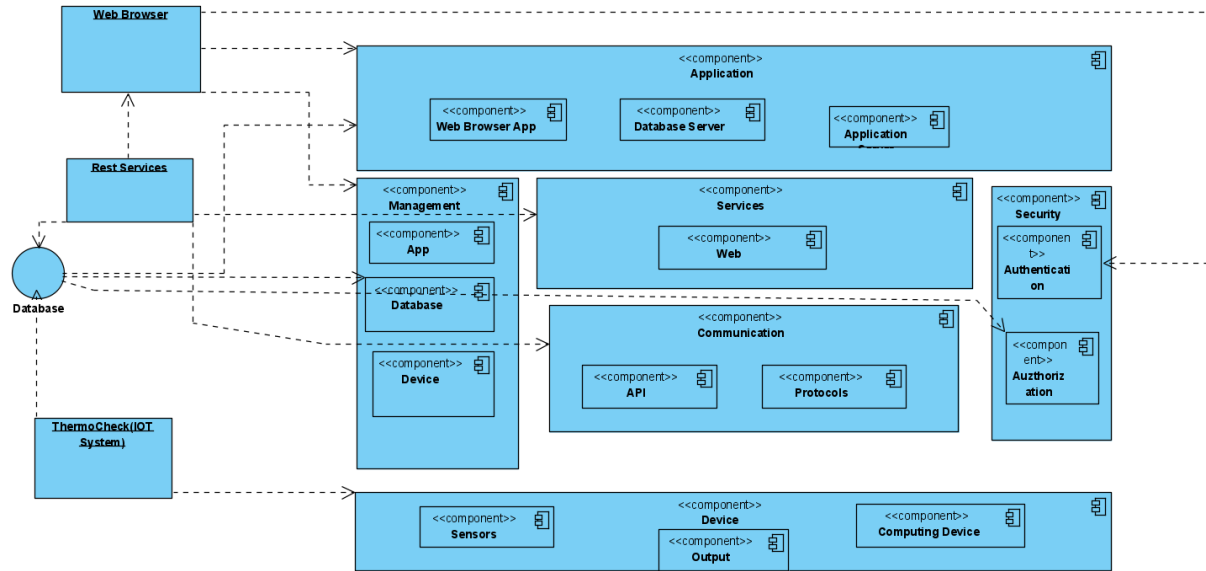 Web Browser
<<component>>
Application
<<component>>
Web Browser App
<<component>>
Database Server
<<component>>
Application
Rest Services
<<component>>
Management
<<component>>
App
<<component>>
Database
<<component>>
Device
<<component>>
Services
<<component>>
Web
<<component>>
Security
<<componen
t>>
Authenticati
on
<<compon
ent>>
Auzthoriz
ation
Database
<<component>>
Communication
<<component>>
API
<<component>>
Protocols
ThermoCheck(IOT
System)
<<component>>
Device
<<component>>
Sensors
<<component>>
Output
<<component>>
Computing Device